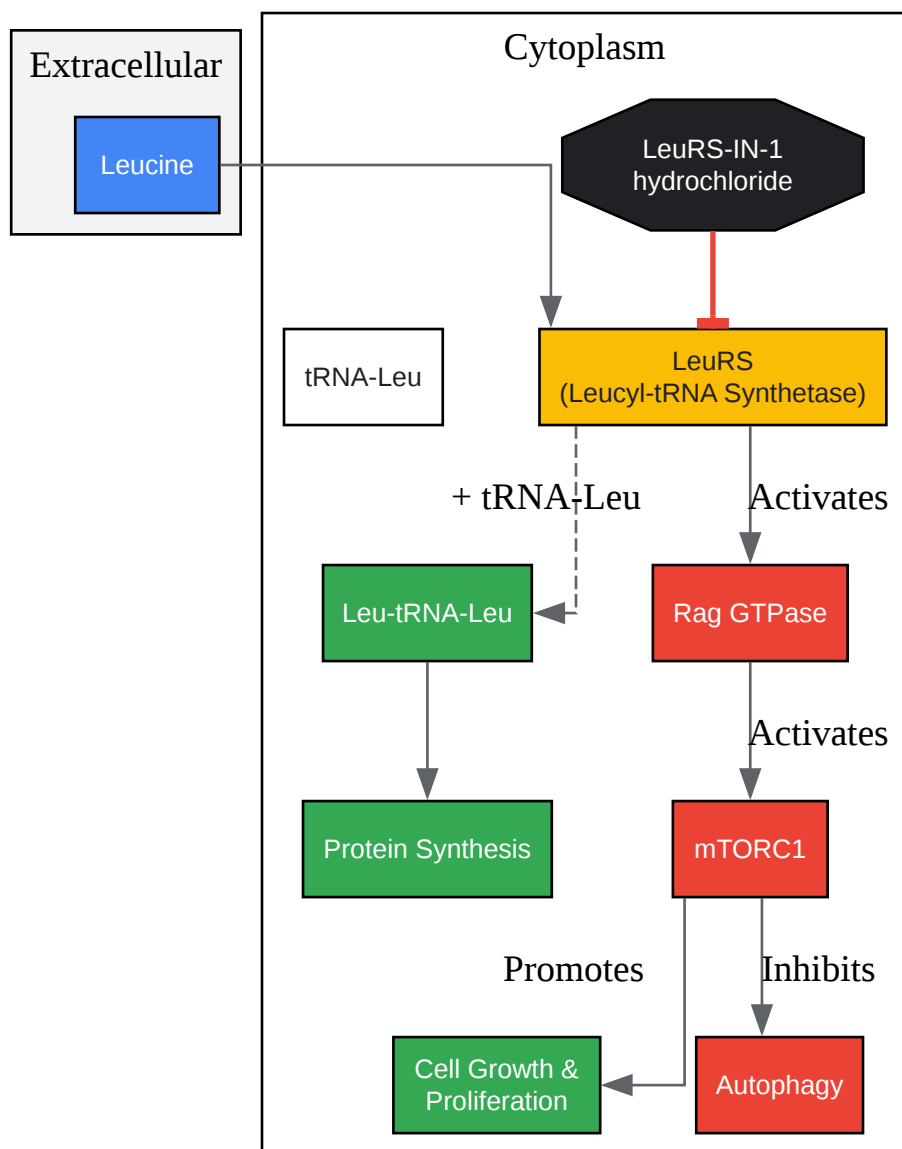 Extracellular
Cytoplasm
Leucine
LeuRS-IN-1
hydrochloride
tRNA-Leu
LeuRS
(Leucyl-tRNA Synthetase)
+ tRNA-Leu
Activates
Leu-tRNA-Leu
Rag GTPase
Activates
Protein Synthesis
mTORC1
Promotes
Inhibits
Cell Growth &
Proliferation
Autophagy